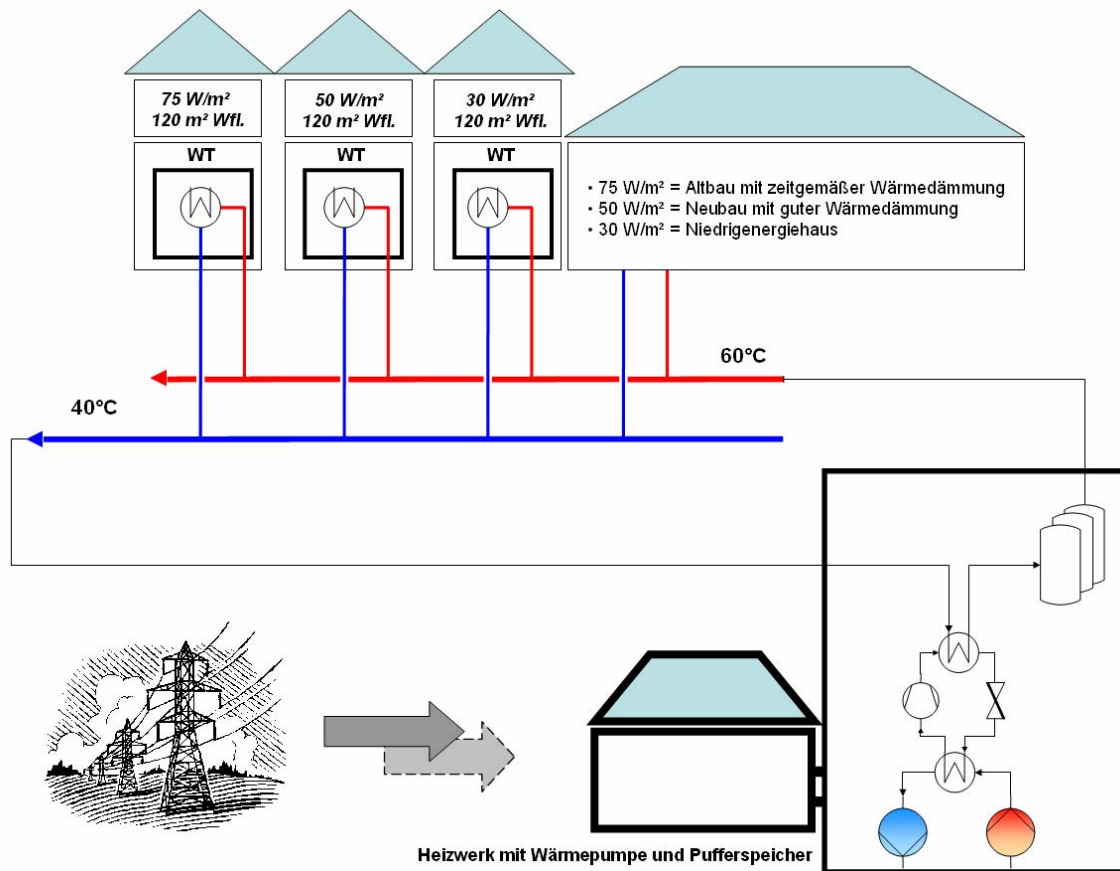 75 W/m²
120 m² Wfl.
50 W/m²
120 m² Wfl.
30 W/m²
120 m² Wfl.
WT
WT
WT
• 75 W/m² = Altbau mit zeitgemäßer Wärmedämmung
• 50 W/m² = Neubau mit guter Wärmedämmung
• 30 W/m² = Niedrigenergiehaus
60°C
40°C
Heizwerk mit Wärmepumpe und Pufferspeicher